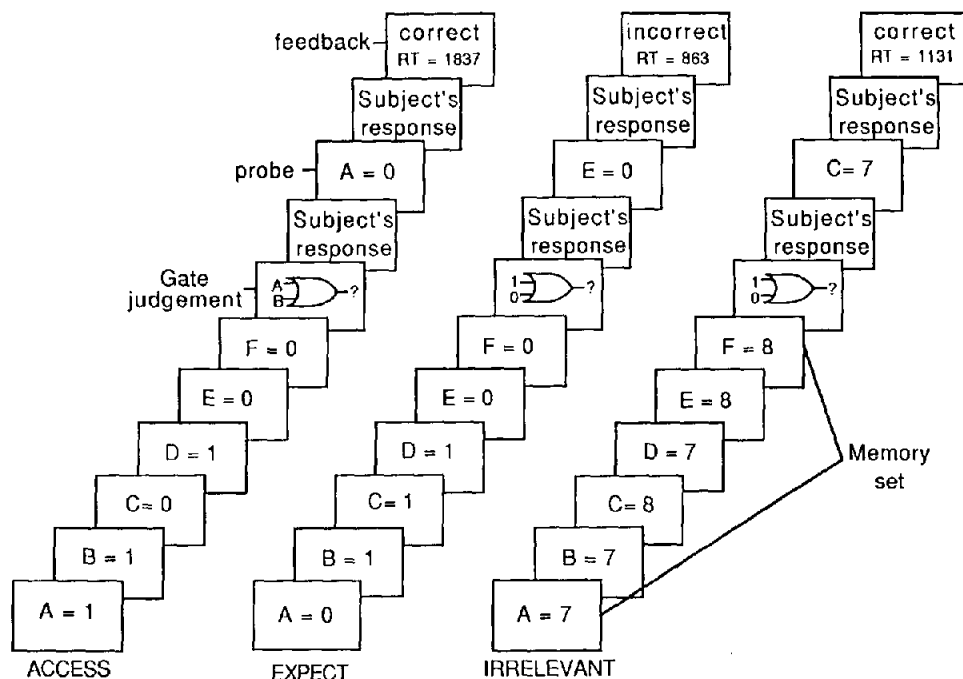 feedback
correct
RT = 1837
Subject's
response
probe
A = 0
Subject's
response
Gate
judgement
A
B
?
F = 0
E = 0
D = 1
C= 0
B = 1
A = 1
ACCESS
incorrect
RT = 863
Subject's
response
E = 0
Subject's
response
1
0
?
F = 0
E = 0
D = 1
C = 1
B = 1
A = 0
EXPECT
correct
RT = 1131
Subject's
response
C= 7
Subject's
response
1
0
?
F = 8
E = 8
D = 7
C = 8
B = 7
A = 7
IRRELEVANT
Memory
set